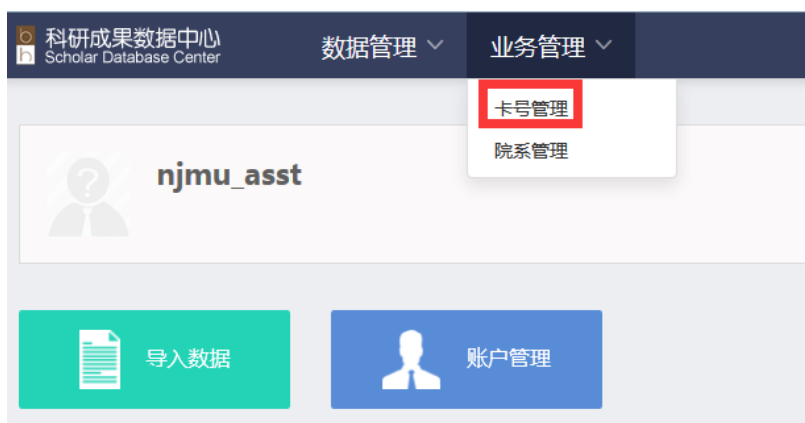 科研成果数据中心
Scholar Database Center
数据管理
业务管理
卡号管理
院系管理
njmu_asst
导入数据
账户管理